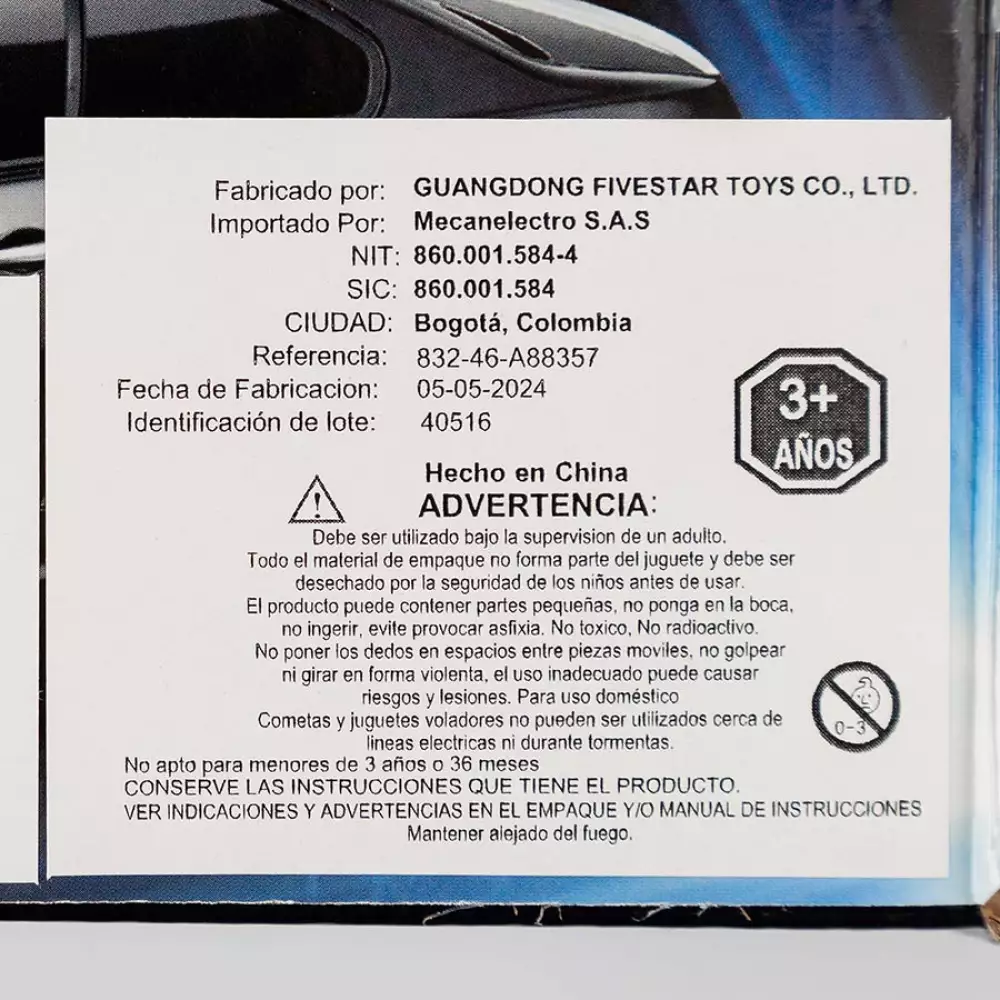 Fabricado por: GUANGDONG FIVESTAR TOYS CO., LTD.
Importado Por: Mecanelectro S.A.S
NIT: 860.001.584-4
SIC: 860.001.584
CIUDAD: Bogotá, Colombia
Referencia: 832-46-A88357
Fecha de Fabricacion: 05-05-2024
Identificación de lote: 40516
3+
AÑOS
Hecho en China
ADVERTENCIA:
Debe ser utilizado bajo la supervision de un adulto.
Todo el material de empaque no forma parte del juguete y debe ser
desechado por la seguridad de los niños antes de usar.
El producto puede contener partes pequeñas, no ponga en la boca,
no ingerir, evite provocar asfixia. No toxico, No radioactivo.
No poner los dedos en espacios entre piezas moviles, no golpear
ni girar en forma violenta, el uso inadecuado puede causar
riesgos y lesiones. Para uso doméstico
Cometas y juguetes voladores no pueden ser utilizados cerca de
lineas electricas ni durante tormentas.
0-3
No apto para menores de 3 años o 36 meses
CONSERVE LAS INSTRUCCIONES QUE TIENE EL PRODUCTO.
VER INDICACIONES Y ADVERTENCIAS EN EL EMPAQUE Y/O MANUAL DE INSTRUCCIONES
Mantener alejado del fuego.